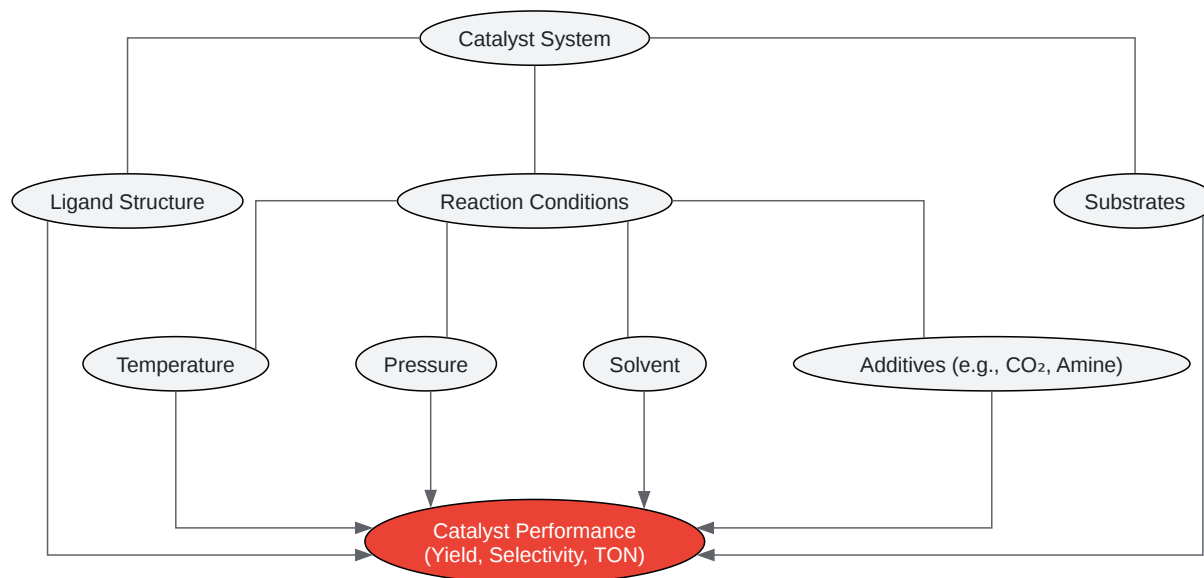 Catalyst System
Ligand Structure
Reaction Conditions
Substrates
Temperature
Pressure
Solvent
Additives (e.g., CO₂, Amine)
Catalyst Performance
(Yield, Selectivity, TON)